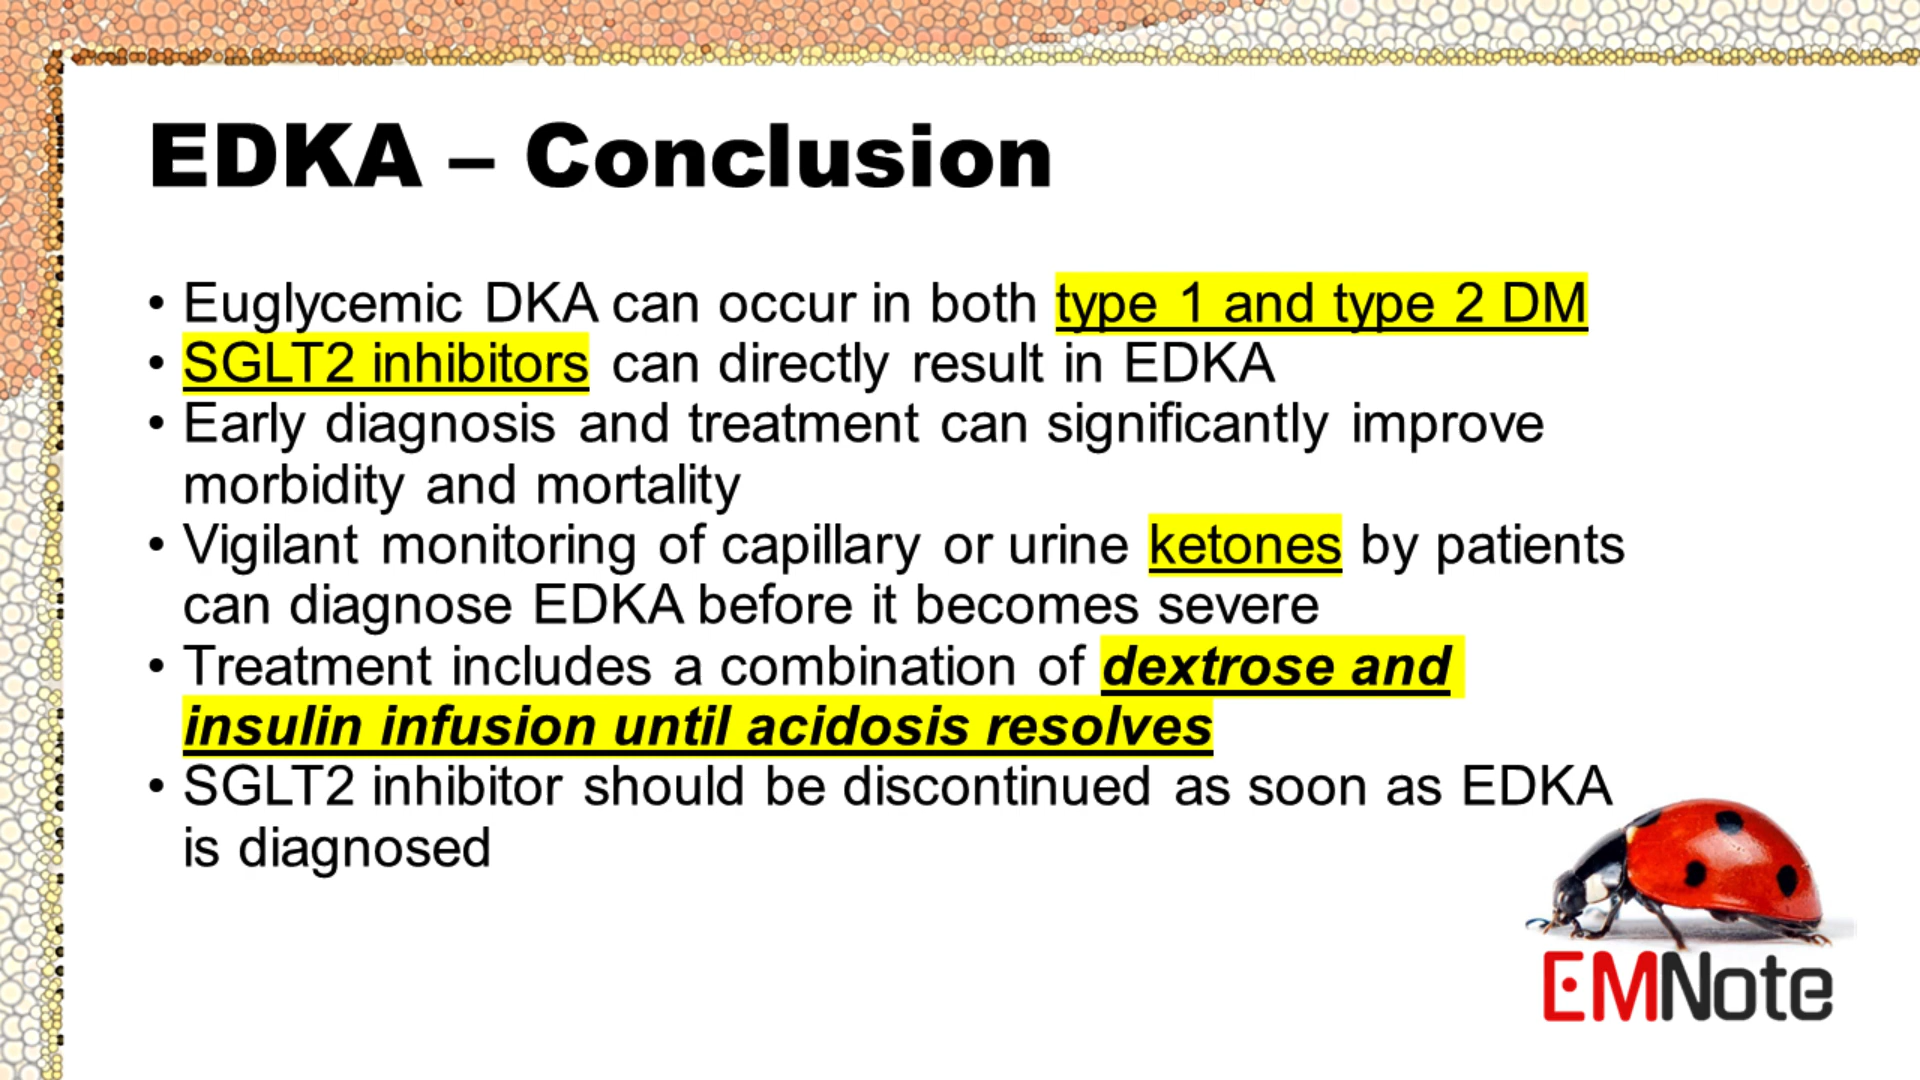 EDKA – Conclusion
• Euglycemic DKA can occur in both type 1 and type 2 DM
• SGLT2 inhibitors can directly result in EDKA
• Early diagnosis and treatment can significantly improve
morbidity and mortality
• Vigilant monitoring of capillary or urine ketones by patients
can diagnose EDKA before it becomes severe
• Treatment includes a combination of dextrose and
insulin infusion until acidosis resolves
• SGLT2 inhibitor should be discontinued as soon as EDKA
is diagnosed
EMNote